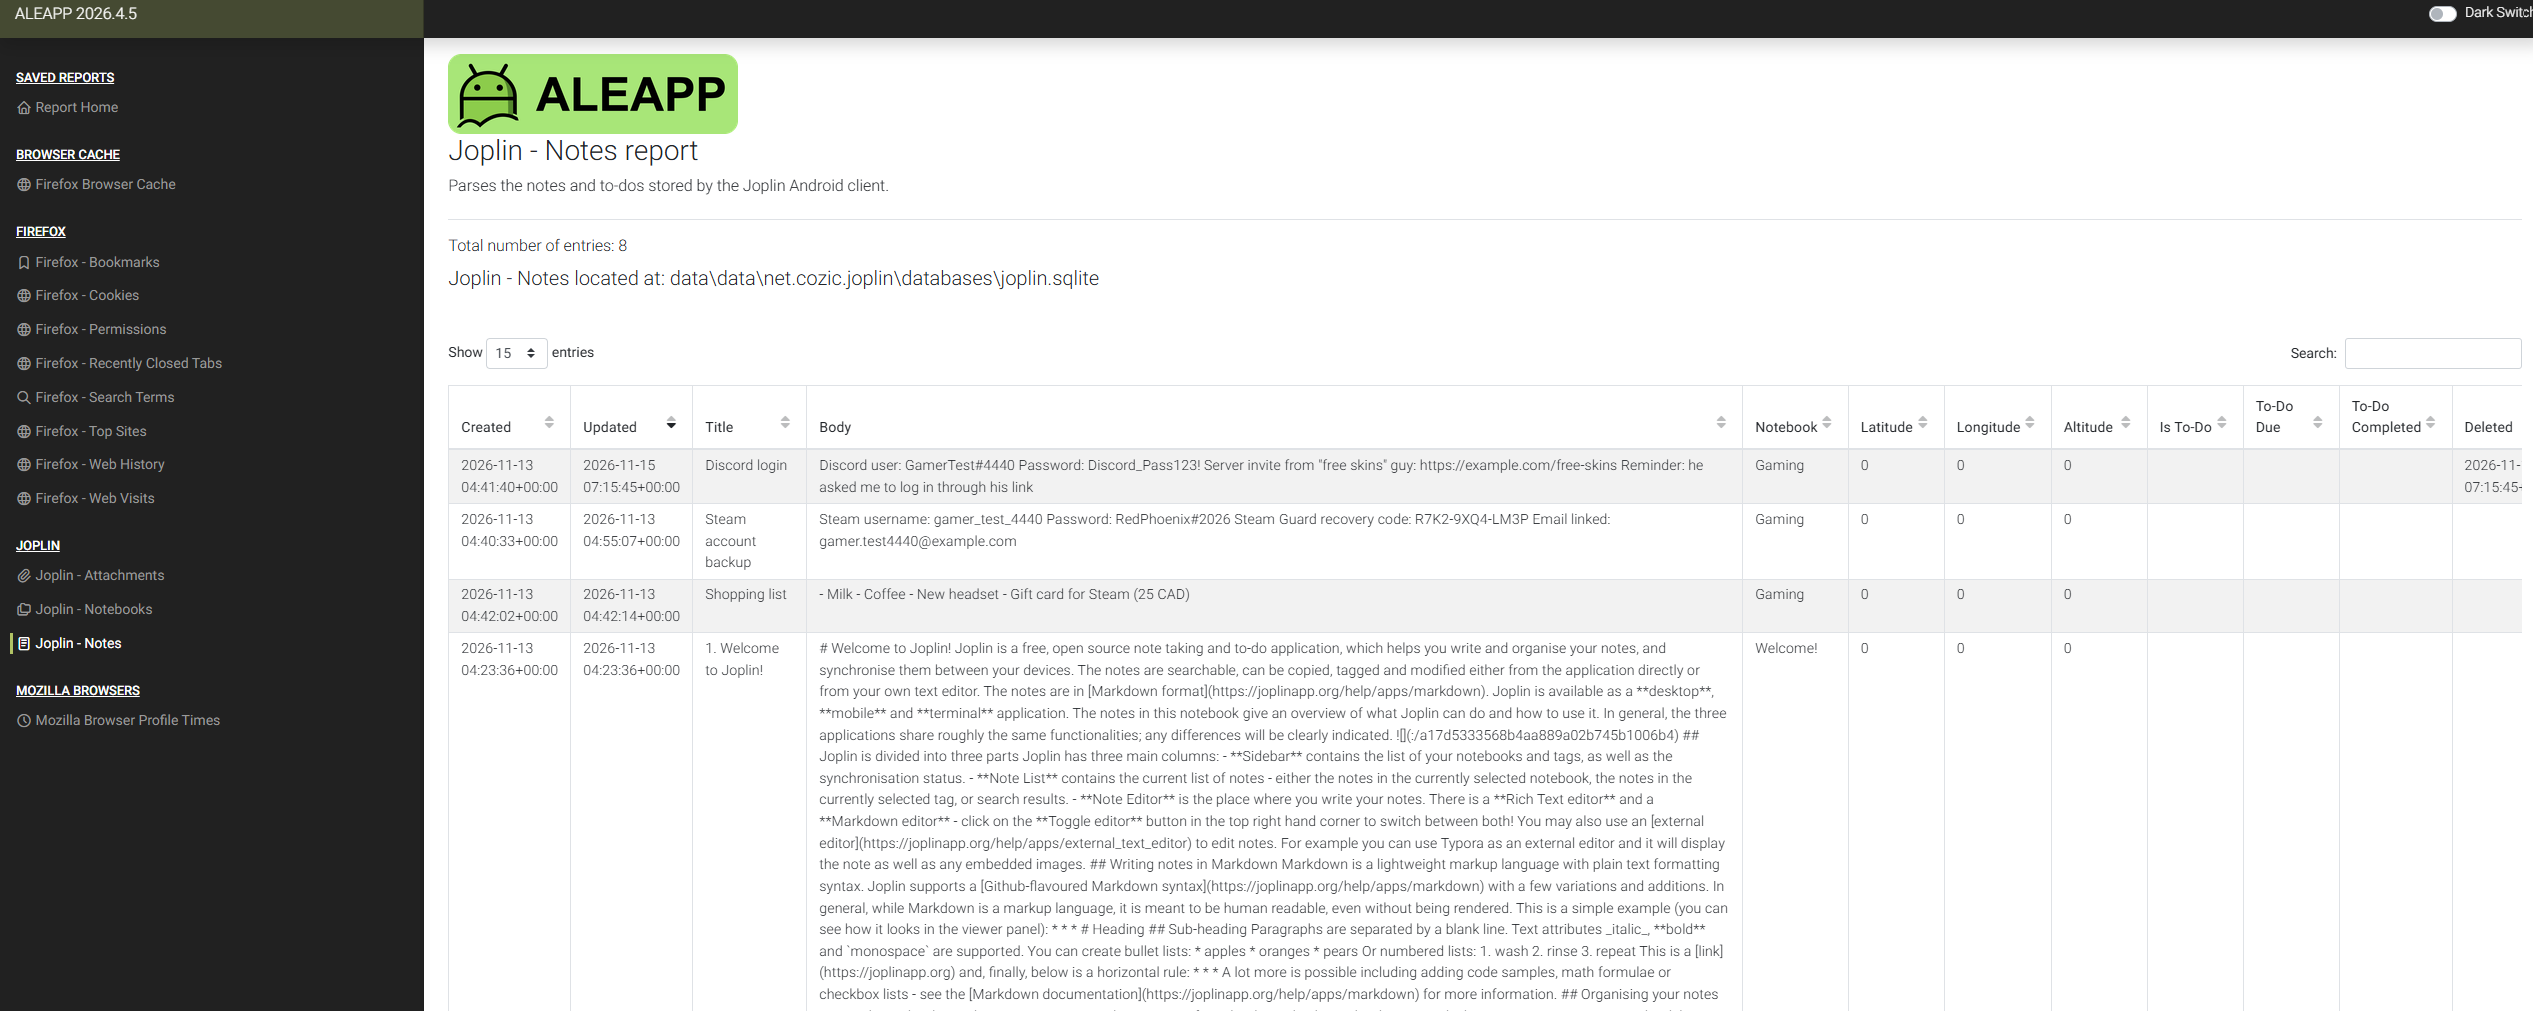 ALEAPP 2026.4.5
Dark Switch
SAVED REPORTS
Report Home
BROWSER CACHE
Firefox Browser Cache
FIREFOX
Firefox - Bookmarks
Firefox - Cookies
Firefox - Permissions
Firefox - Recently Closed Tabs
Firefox - Search Terms
Firefox - Top Sites
Firefox - Web History
Firefox - Web Visits
JOPLIN
Joplin - Attachments
Joplin - Notebooks
Joplin - Notes
MOZILLA BROWSERS
Mozilla Browser Profile Times
ALEAPP
Joplin - Notes report
Parses the notes and to-dos stored by the Joplin Android client.
Total number of entries: 8
Joplin - Notes located at: data\data\net.cozic.joplin\databases\joplin.sqlite
Show 15 entries
Search:
Created Updated Title Body Notebook Latitude Longitude Altitude Is To-Do To-Do Due To-Do Completed Deleted
2026-11-13 04:41:40+00:00
2026-11-15 07:15:45+00:00
Discord login
Discord user: GamerTest#4440 Password: Discord_Pass123! Server invite from "free skins" guy: https://example.com/free-skins Reminder: he
asked me to log in through his link
Gaming 0 0 0
2026-11-
07:15:45+
2026-11-13 04:40:33+00:00
2026-11-13 04:55:07+00:00
Steam account backup
Steam username: gamer_test_4440 Password: RedPhoenix#2026 Steam Guard recovery code: R7K2-9XQ4-LM3P Email linked:
gamer.test4440@example.com
Gaming 0 0 0
2026-11-13 04:42:02+00:00
2026-11-13 04:42:14+00:00
Shopping list
- Milk - Coffee - New headset - Gift card for Steam (25 CAD)
Gaming 0 0 0
2026-11-13 04:23:36+00:00
2026-11-13 04:23:36+00:00
1. Welcome to Joplin!
# Welcome to Joplin! Joplin is a free, open source note taking and to-do application, which helps you write and organise your notes, and
synchronise them between your devices. The notes are searchable, can be copied, tagged and modified either from the application directly or
from your own text editor. The notes are in [Markdown format](https://joplinapp.org/help/apps/markdown). Joplin is available as a **desktop**,
**mobile** and **terminal** application. The notes in this notebook give an overview of what Joplin can do and how to use it. In general, the three
applications share roughly the same functionalities; any differences will be clearly indicated. ![](:/a17d5333568b4aa889a02b745b1006b4) ##
Joplin is divided into three parts Joplin has three main columns: - **Sidebar** contains the list of your notebooks and tags, as well as the
synchronisation status. - **Note List** contains the current list of notes - either the notes in the currently selected notebook, the notes in the
currently selected tag, or search results. - **Note Editor** is the place where you write your notes. There is a **Rich Text editor** and a
**Markdown editor** - click on the **Toggle editor** button in the top right hand corner to switch between both! You may also use an [external
editor](https://joplinapp.org/help/apps/external_text_editor) to edit notes. For example you can use Typora as an external editor and it will display
the note as well as any embedded images. ## Writing notes in Markdown Markdown is a lightweight markup language with plain text formatting
syntax. Joplin supports a [Github-flavoured Markdown syntax](https://joplinapp.org/help/apps/markdown) with a few variations and additions. In
general, while Markdown is a markup language, it is meant to be human readable, even without being rendered. This is a simple example (you can
see how it looks in the viewer panel): * * * # Heading ## Sub-heading Paragraphs are separated by a blank line. Text attributes _italic_, **bold**
and `monospace` are supported. You can create bullet lists: * apples * oranges * pears Or numbered lists: 1. wash 2. rinse 3. repeat This is a [link]
(https://joplinapp.org) and, finally, below is a horizontal rule: * * * A lot more is possible including adding code samples, math formulae or
checkbox lists - see the [Markdown documentation](https://joplinapp.org/help/apps/markdown) for more information. ## Organising your notes
Welcome! 0 0 0